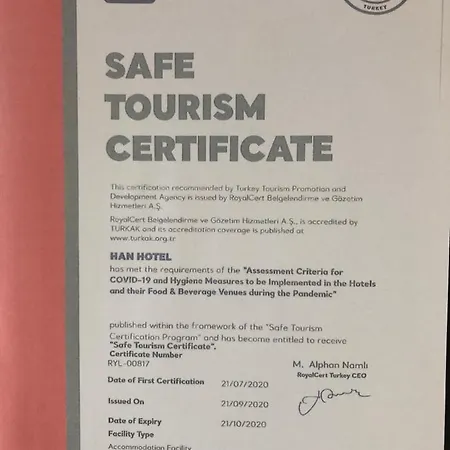 TURKEY
SAFE
TOURISM
CERTIFICATE
This certification recommended by Turkey Tourism Promotion and
Development Agency is issued by RoyalCert Belgelendirme ve Gözetim
Hizmetleri A.Ş.
RoyalCert Belgelendirme ve Gözetim Hizmetleri A.Ş., is accredited by
TURKAK and its accreditation coverage is published at
www.turkak.org.tr
HAN HOTEL
has met the requirements of the "Assessment Criteria for
COVID-19 and Hygiene Measures to be Implemented in the Hotels
and their Food & Beverage Venues during the Pandemic"
published within the framework of the "Safe Tourism
Certification Program" and has become entitled to receive
"Safe Tourism Certificate".
Certificate Number
RYL-00817
M. Alphan Namlı
RoyalCert Turkey CEO
Date of First Certification 21/07/2020
Issued On 21/09/2020
Date of Expiry 21/10/2020
Facility Type
Accommodation Facility